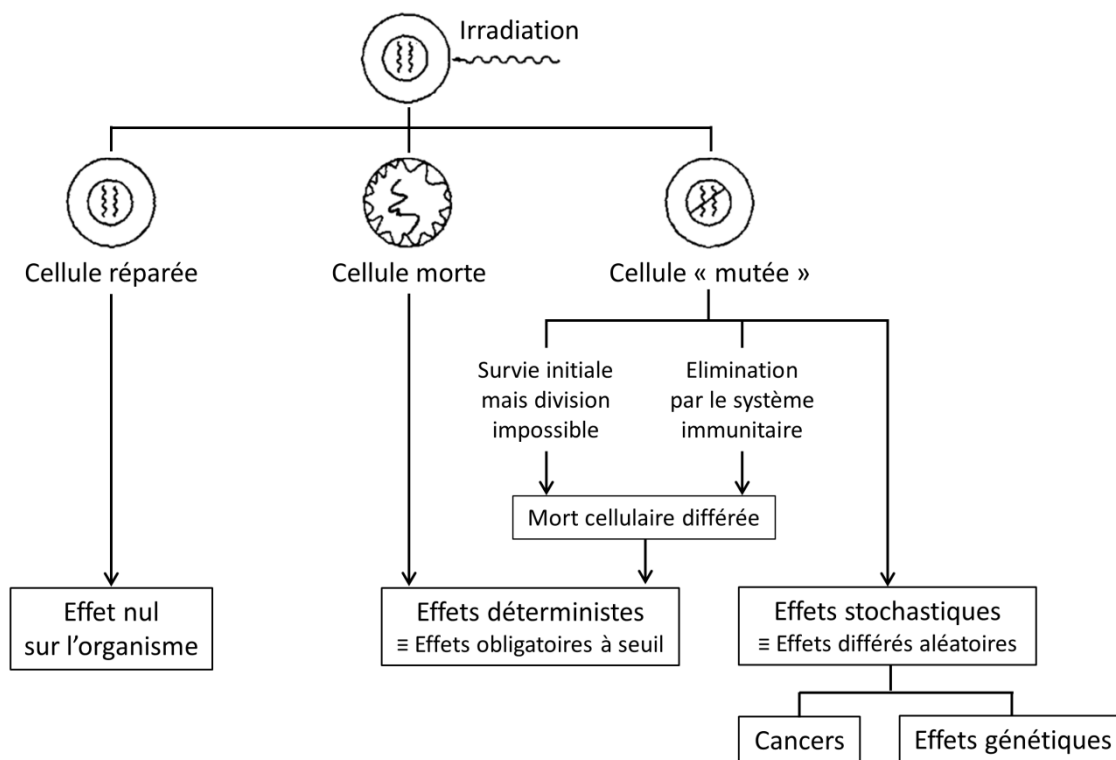 Irradiation
Cellule réparée
Cellule morte
Cellule « mutée »
Survie initiale
mais division
impossible
Elimination
par le système
immunitaire
Mort cellulaire différée
Effet nul
sur l’organisme
Effets déterministes
≡ Effets obligatoires à seuil
Effets stochastiques
≡ Effets différés aléatoires
Cancers
Effets génétiques